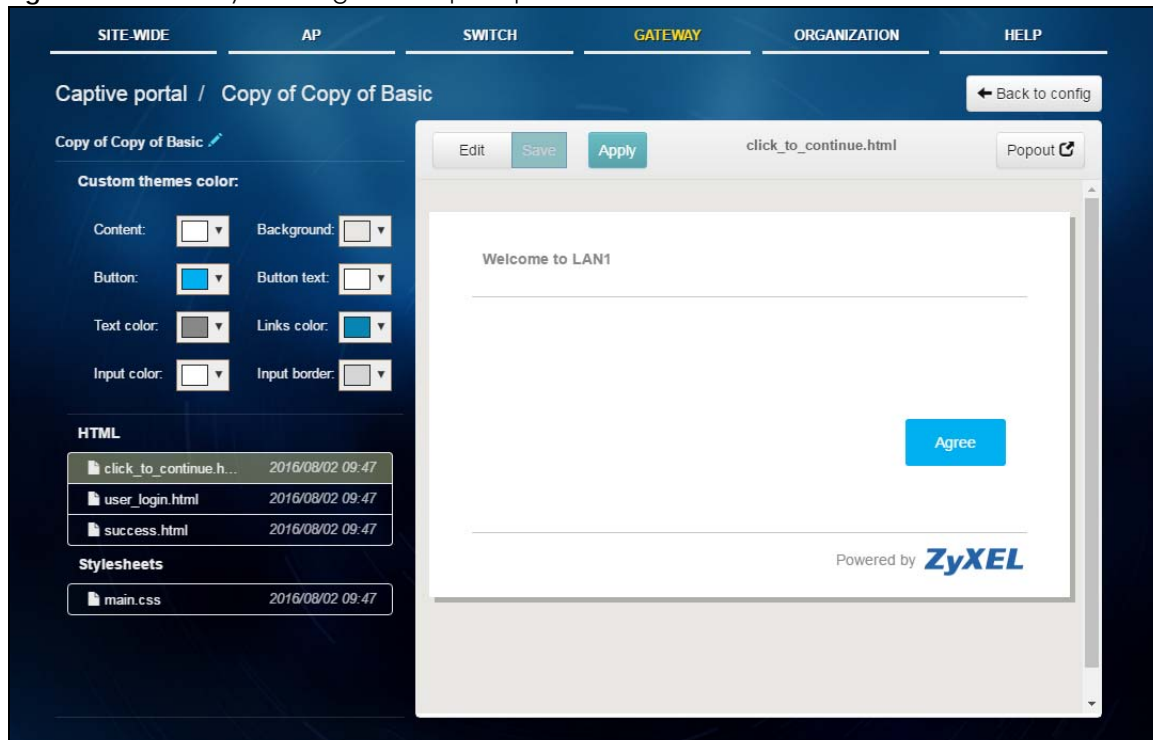 SITE-WIDE AP SWITCH GATEWAY ORGANIZATION HELP
Captive portal / Copy of Copy of Basic
Back to config
Copy of Copy of Basic
Custom themes color:
Content: Background:
Button: Button text:
Text color: Links color:
Input color: Input border:
HTML
click_to_continue.h... 2016/08/02 09:47
user_login.html 2016/08/02 09:47
success.html 2016/08/02 09:47
Stylesheets
main.css 2016/08/02 09:47
Edit Save Apply click_to_continue.html Popout
Welcome to LAN1
Agree
Powered by ZyXEL